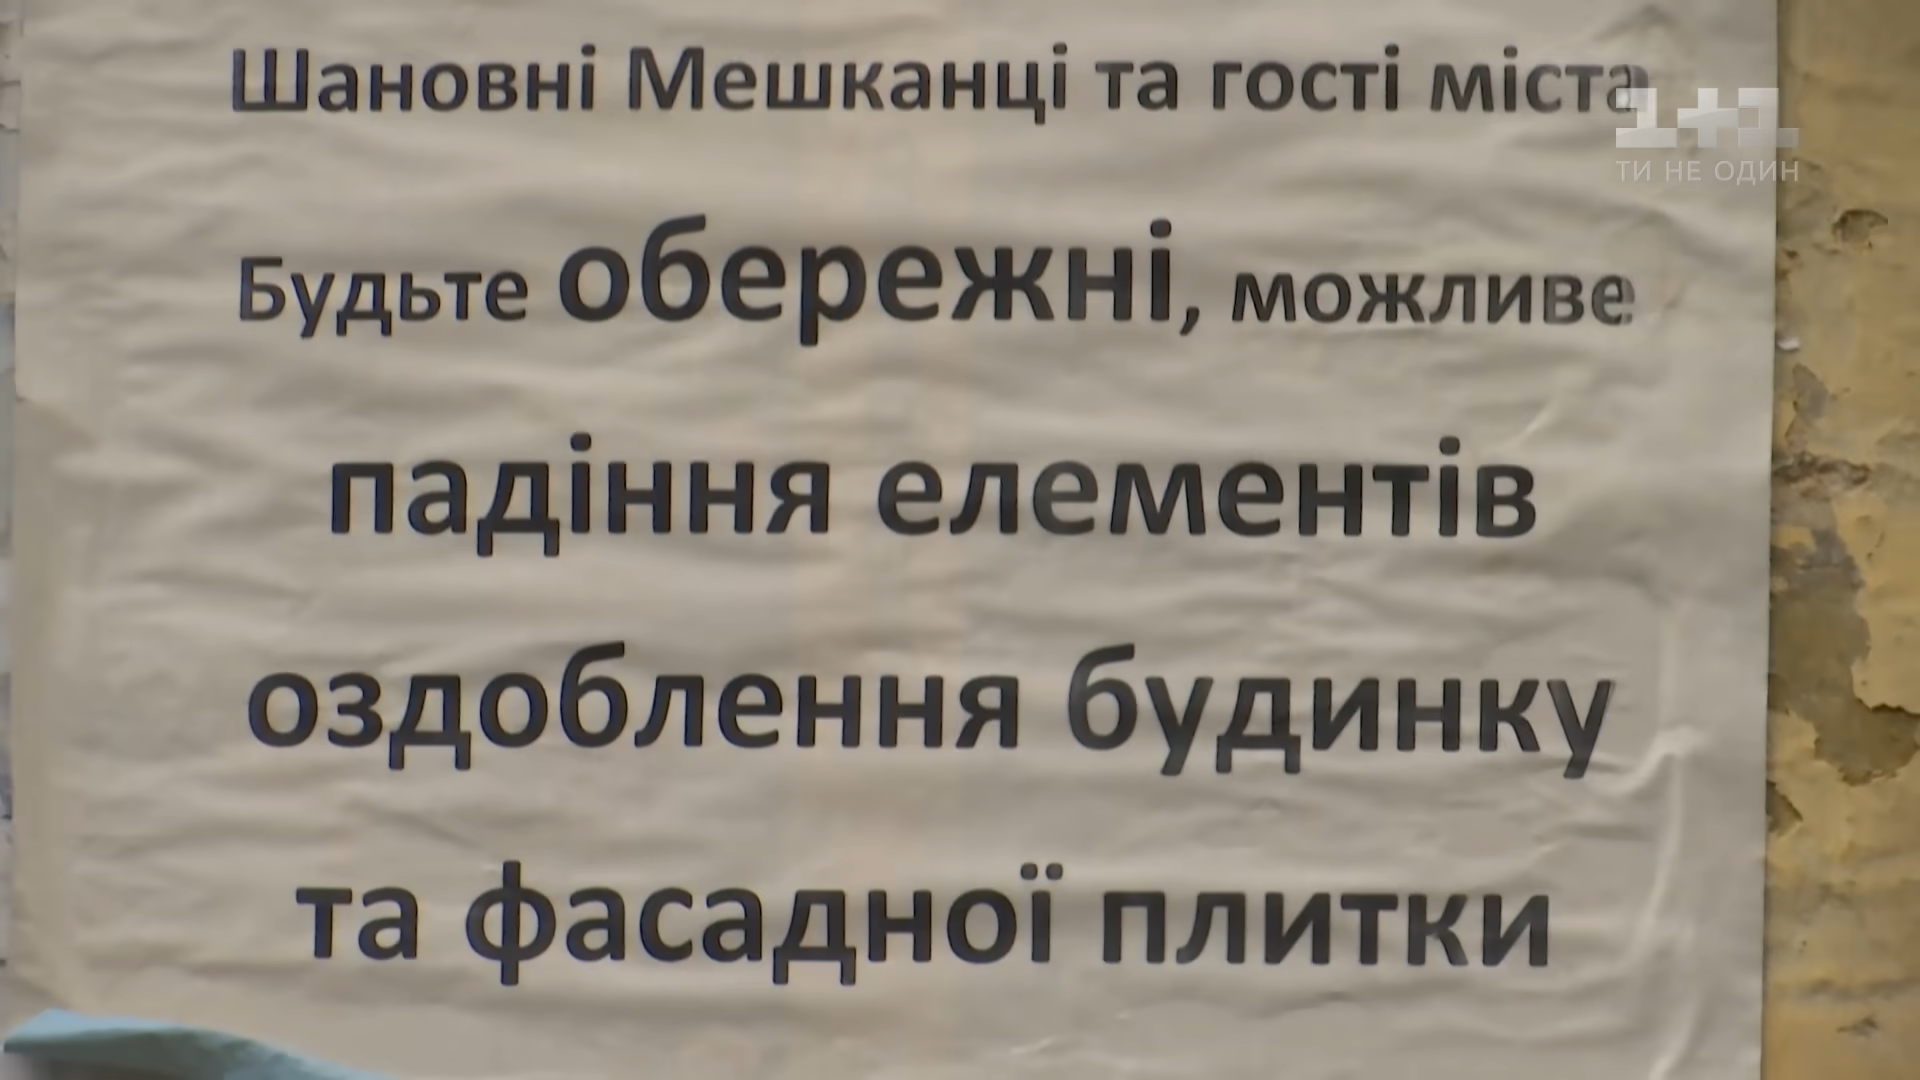 Шановні Мешканці та гості міста
1+1
ТИ НЕ ОДИН
Будьте обережні, можливе
падіння елементів
оздоблення будинку
та фасадної плитки